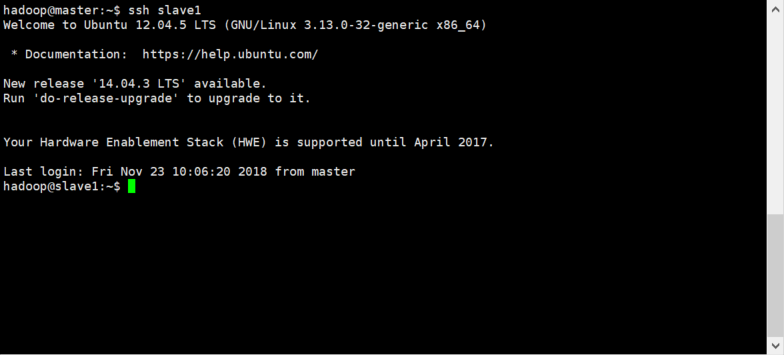 hadoop@master:~$ ssh slave1
Welcome to Ubuntu 12.04.5 LTS (GNU/Linux 3.13.0-32-generic x86_64)
* Documentation:  https://help.ubuntu.com/
New release '14.04.3 LTS' available.
Run 'do-release-upgrade' to upgrade to it.
Your Hardware Enablement Stack (HWE) is supported until April 2017.
Last login: Fri Nov 23 10:06:20 2018 from master
hadoop@slave1:~$